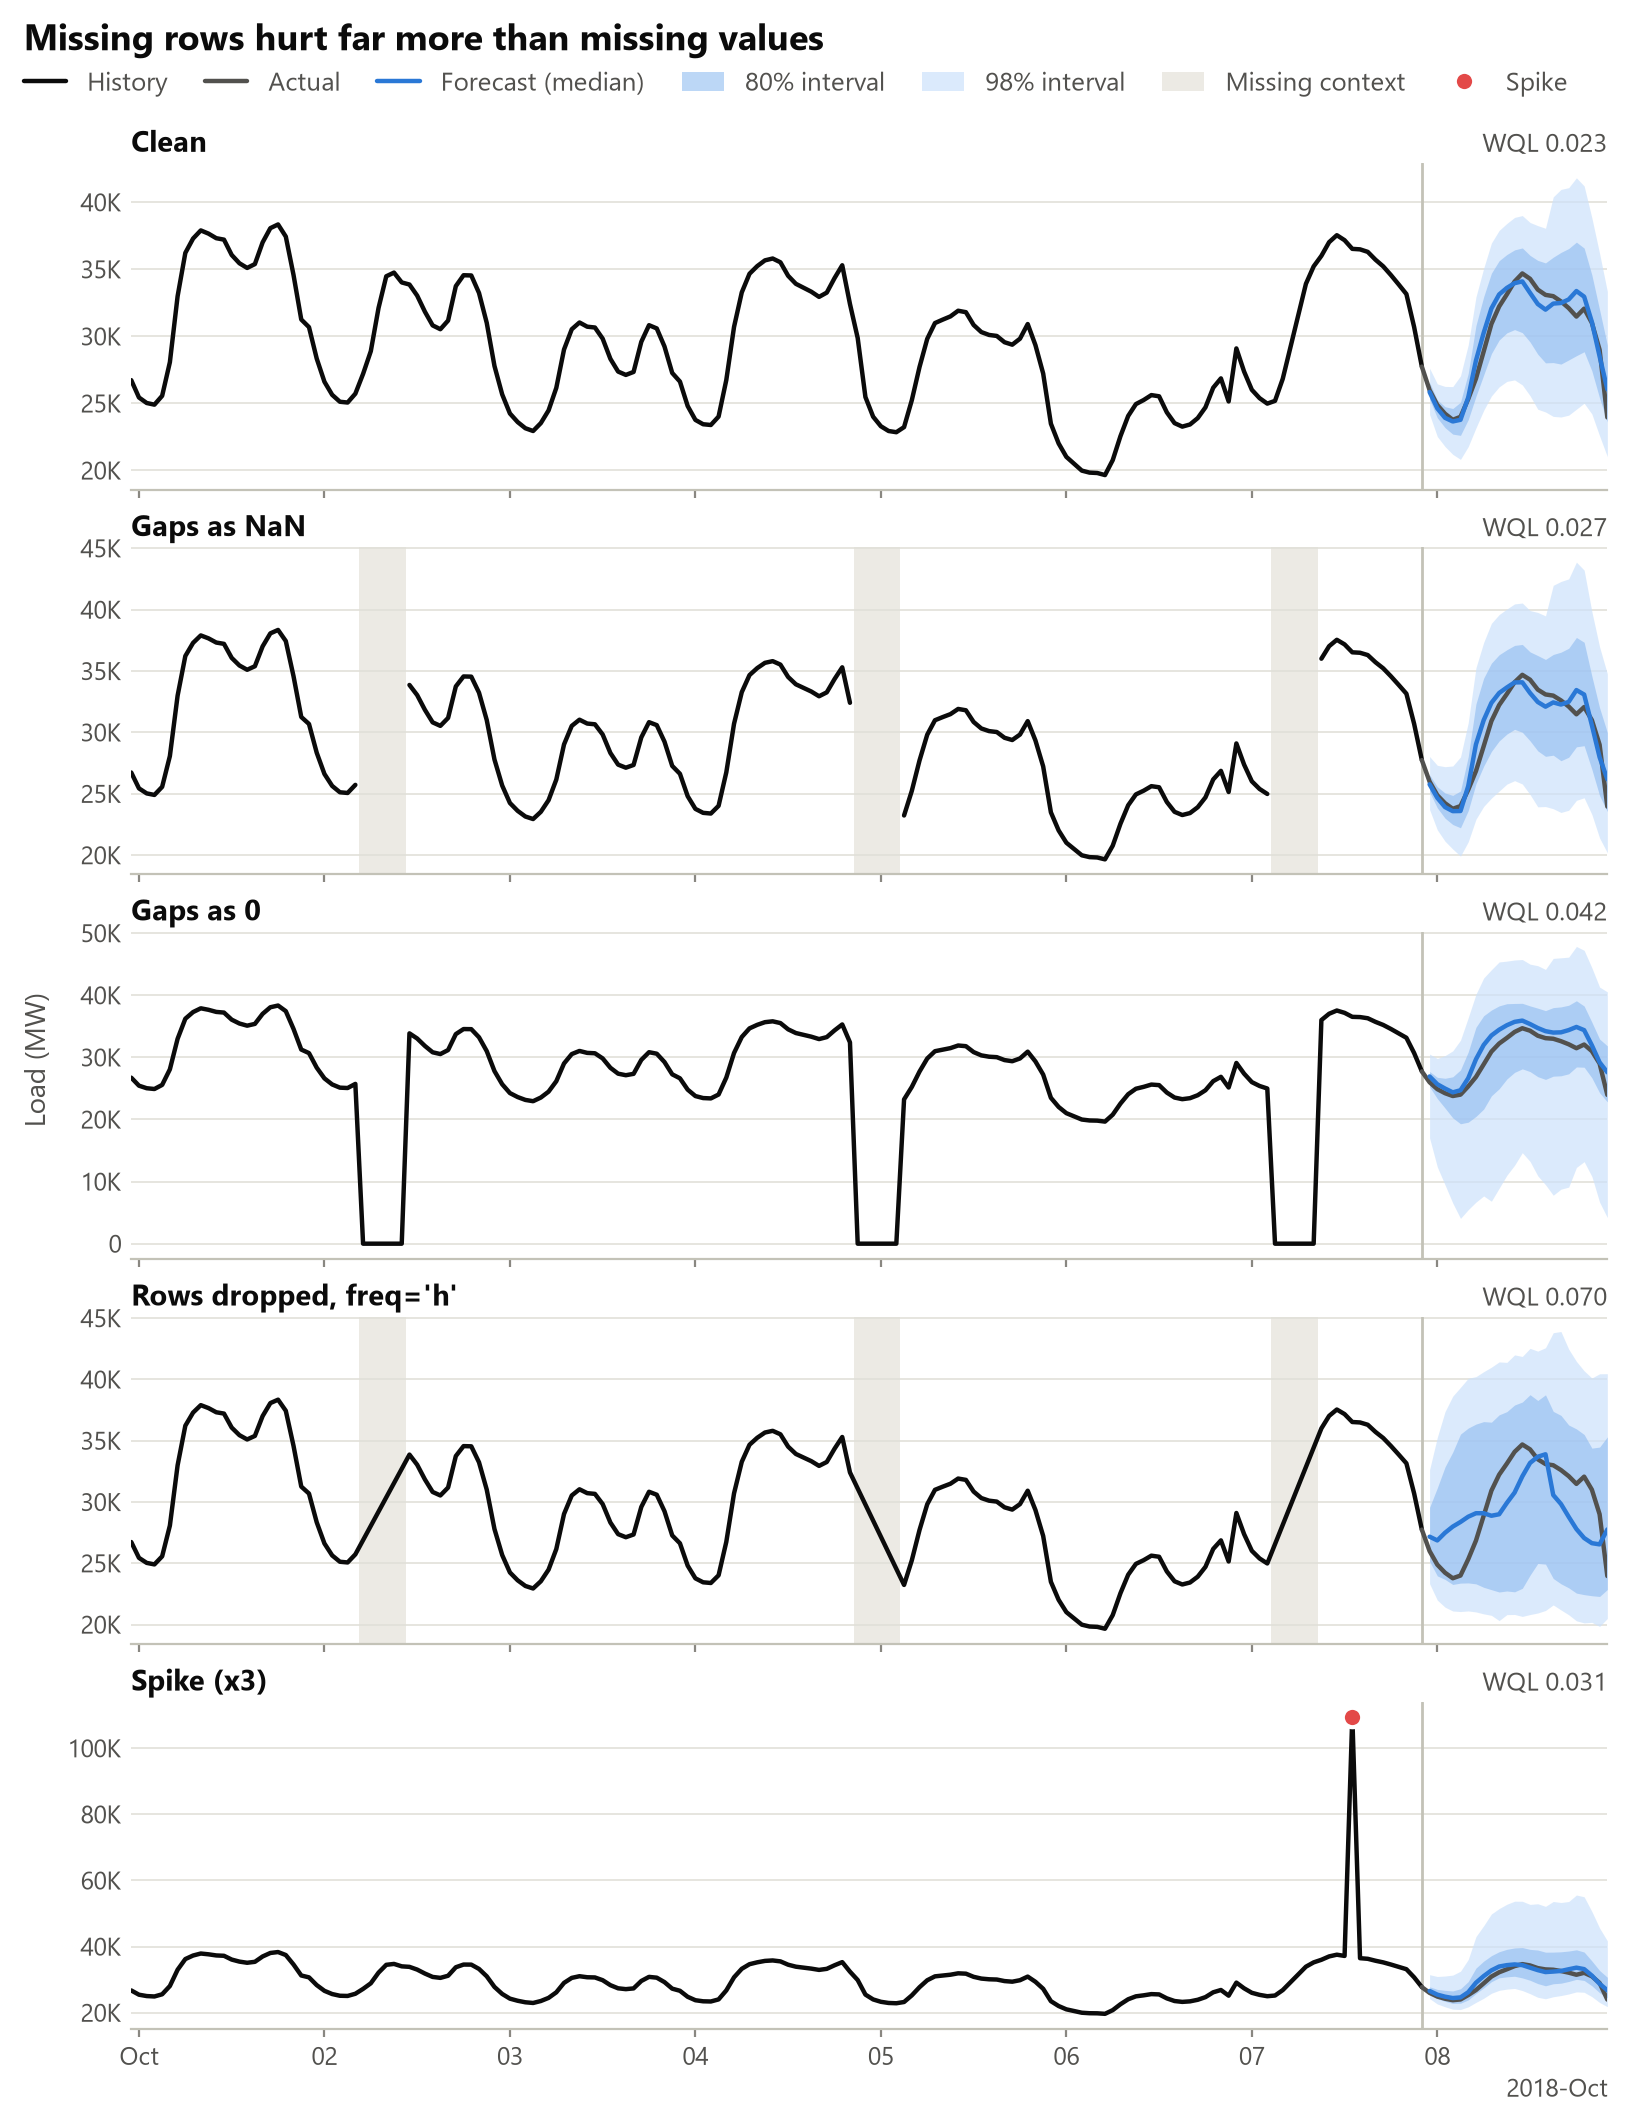 Missing rows hurt far more than missing values
History Actual Forecast (median) 80% interval 98% interval Missing context Spike
Clean WQL 0.023
40K
35K
30K
25K
20K
Gaps as NaN WQL 0.027
45K
40K
35K
30K
25K
20K
Gaps as 0 WQL 0.042
50K
40K
30K
20K
10K
0
Load (MW)
Rows dropped, freq='h' WQL 0.070
45K
40K
35K
30K
25K
20K
Spike (x3) WQL 0.031
100K
80K
60K
40K
20K
Oct 02 03 04 05 06 07 08
2018-Oct